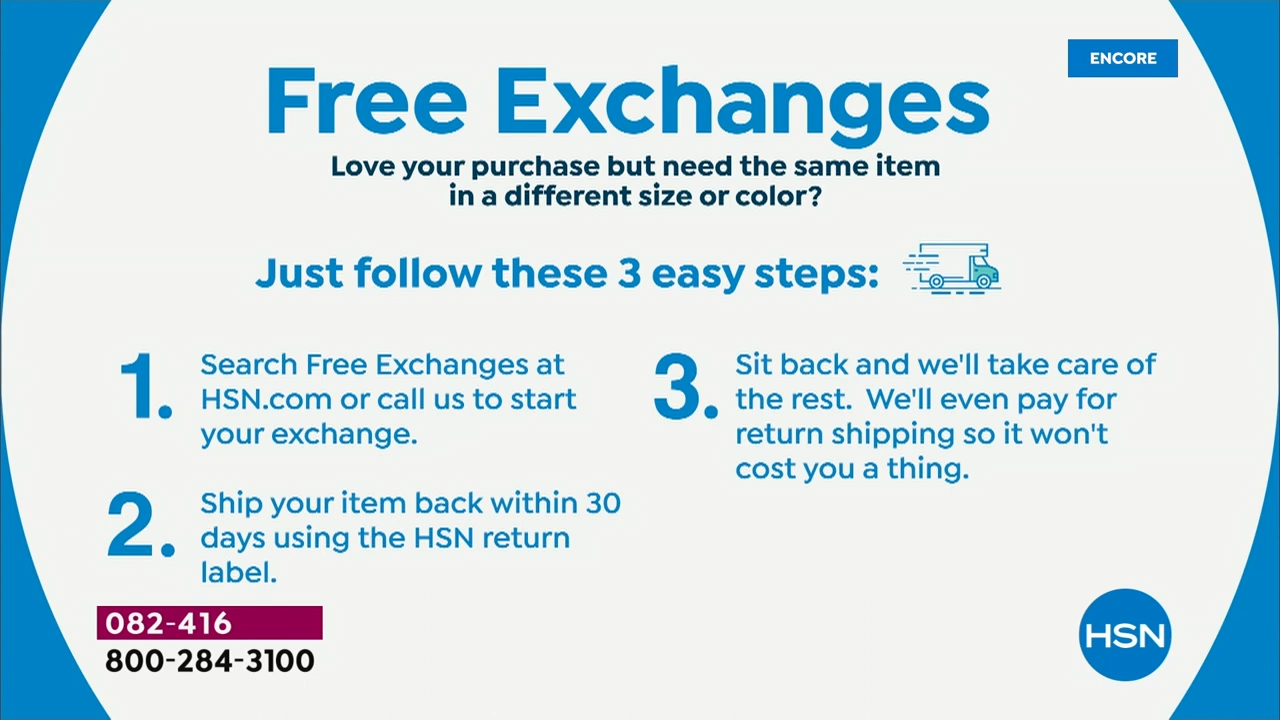 ENCORE
Free Exchanges
Love your purchase but need the same item
in a different size or color?
Just follow these 3 easy steps:
1. Search Free Exchanges at
HSN.com or call us to start
your exchange.
2. Ship your item back within 30
days using the HSN return
label.
3. Sit back and we'll take care of
the rest. We'll even pay for
return shipping so it won't
cost you a thing.
082-416
800-284-3100
HSN